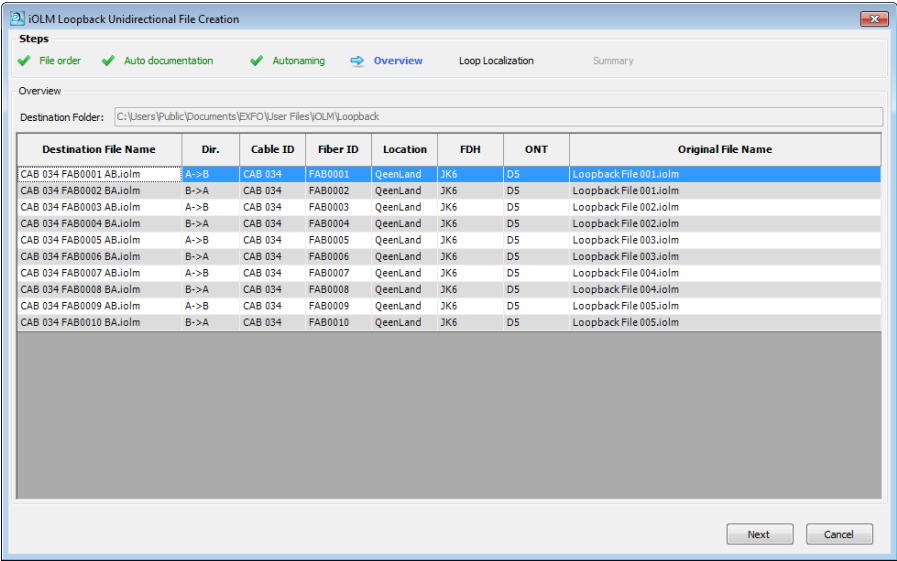 iOLM Loopback Unidirectional File Creation
Steps
File order Auto documentation Autonaming Overview Loop Localization Summary
Overview
Destination Folder: C:\Users\Public\Documents\EXFO\User Files\iOLM\Loopback
Destination File Name Dir. Cable ID Fiber ID Location FDH ONT Original File Name
CAB 034 FAB0001 AB.iolm A->B CAB 034 FAB0001 QeenLand JK6 D5 Loopback File 001.iolm
CAB 034 FAB0002 BA.iolm B->A CAB 034 FAB0002 QeenLand JK6 D5 Loopback File 001.iolm
CAB 034 FAB0003 AB.iolm A->B CAB 034 FAB0003 QeenLand JK6 D5 Loopback File 002.iolm
CAB 034 FAB0004 BA.iolm B->A CAB 034 FAB0004 QeenLand JK6 D5 Loopback File 002.iolm
CAB 034 FAB0005 AB.iolm A->B CAB 034 FAB0005 QeenLand JK6 D5 Loopback File 003.iolm
CAB 034 FAB0006 BA.iolm B->A CAB 034 FAB0006 QeenLand JK6 D5 Loopback File 003.iolm
CAB 034 FAB0007 AB.iolm A->B CAB 034 FAB0007 QeenLand JK6 D5 Loopback File 004.iolm
CAB 034 FAB0008 BA.iolm B->A CAB 034 FAB0008 QeenLand JK6 D5 Loopback File 004.iolm
CAB 034 FAB0009 AB.iolm A->B CAB 034 FAB0009 QeenLand JK6 D5 Loopback File 005.iolm
CAB 034 FAB0010 BA.iolm B->A CAB 034 FAB0010 QeenLand JK6 D5 Loopback File 005.iolm
Next Cancel